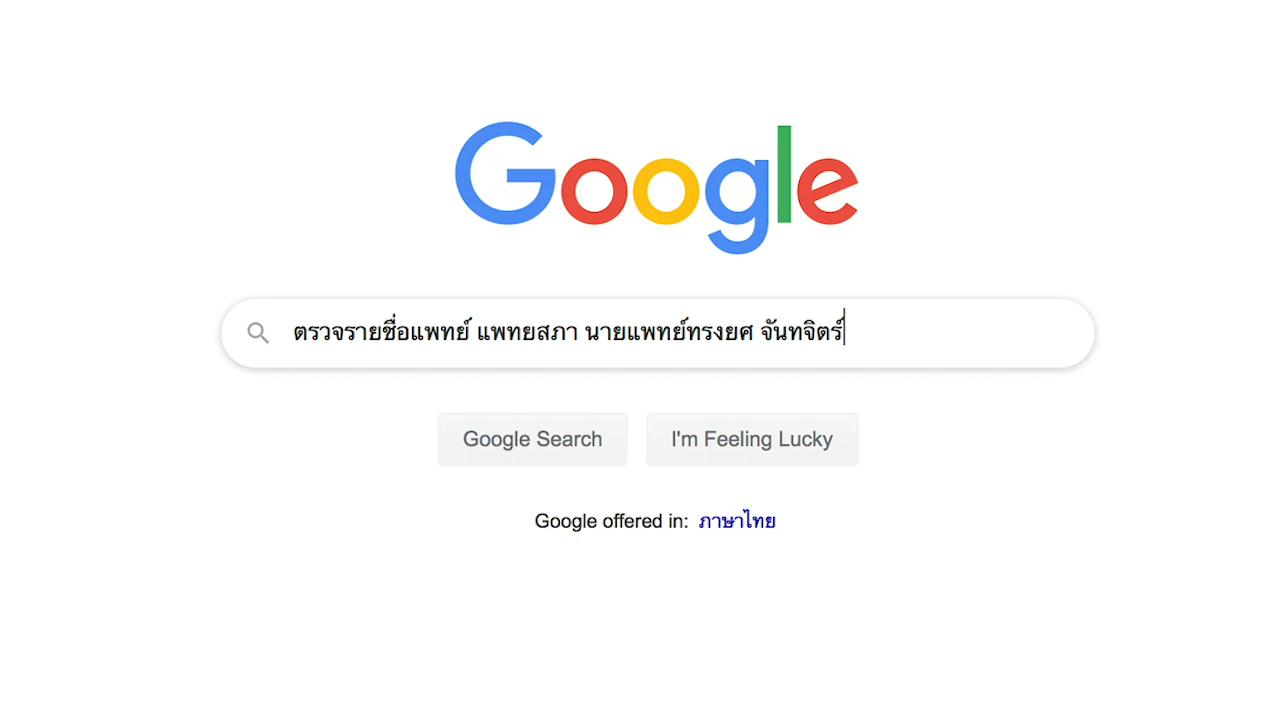 Google
ตรวจรายชื่อแพทย์ แพทยสภา นายแพทย์ทรงยศ จันทจิตร์
Google Search
I'm Feeling Lucky
Google offered in: ภาษาไทย